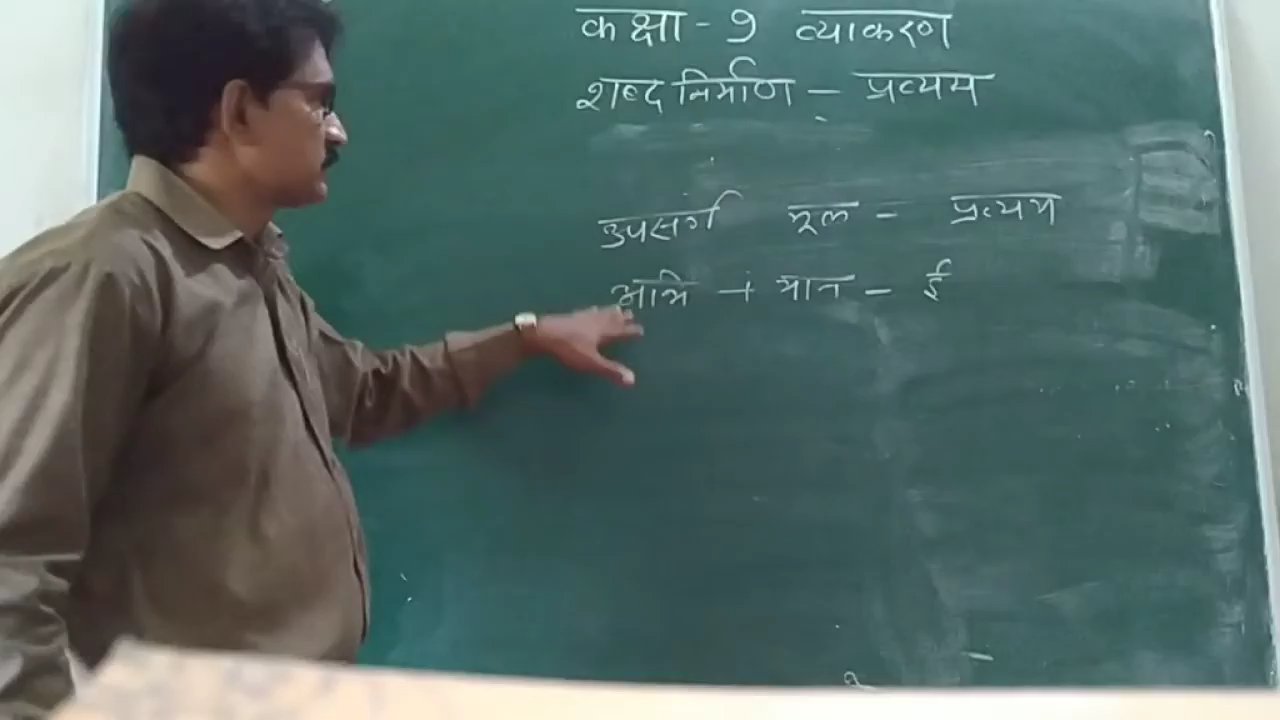 कक्षा - 9 व्याकरण
शब्द निर्माण - प्रत्यय
उपसर्ग मूल - प्रत्यय
अभि + मान - ई